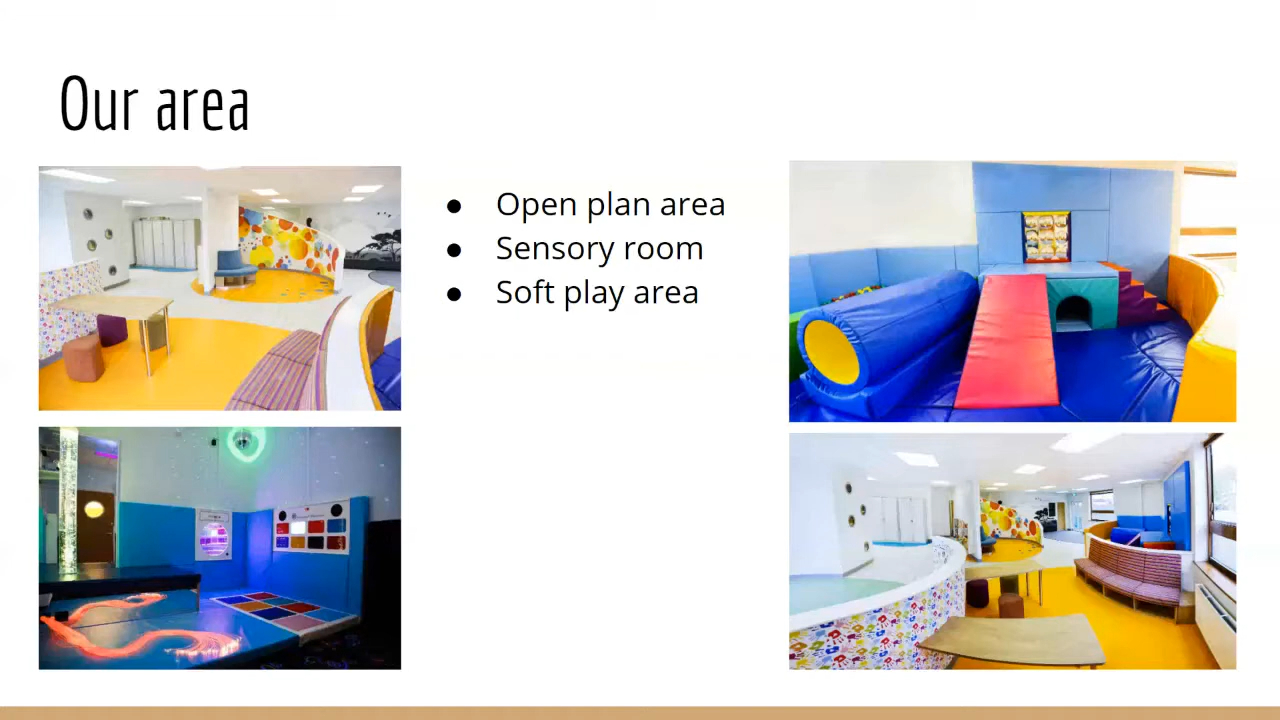 Our area
● Open plan area
● Sensory room
● Soft play area